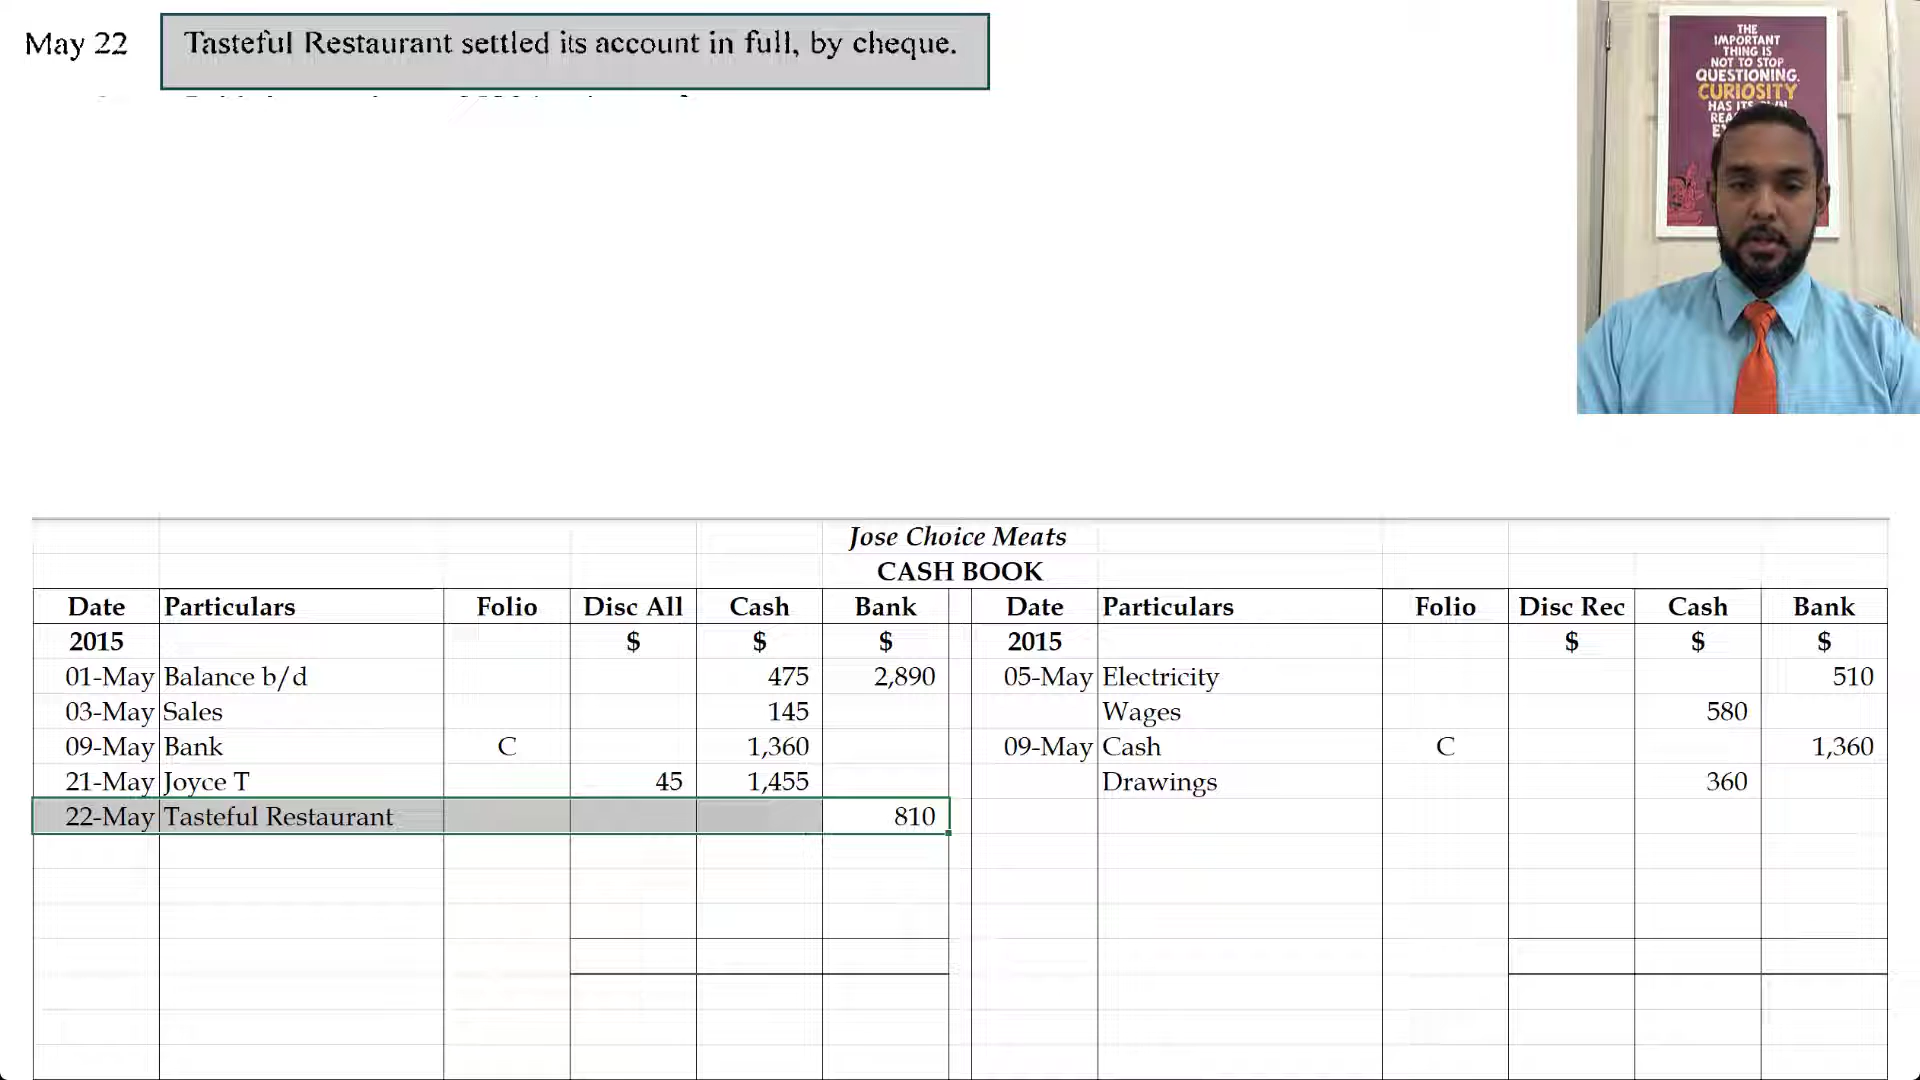 May 22 Tasteful Restaurant settled its account in full, by cheque.
THE
IMPORTANT
THING IS
NOT TO STOP
QUESTIONING.
CURIOSITY
HAS ITS OWN
Jose Choice Meats
CASH BOOK
Date Particulars Folio Disc All Cash Bank Date Particulars Folio Disc Rec Cash Bank
2015 $ $ $ 2015 $ $ $
01-May Balance b/d 475 2,890 05-May Electricity 510
03-May Sales 145 Wages 580
09-May Bank C 1,360 09-May Cash C 1,360
21-May Joyce T 45 1,455 Drawings 360
22-May Tasteful Restaurant 810